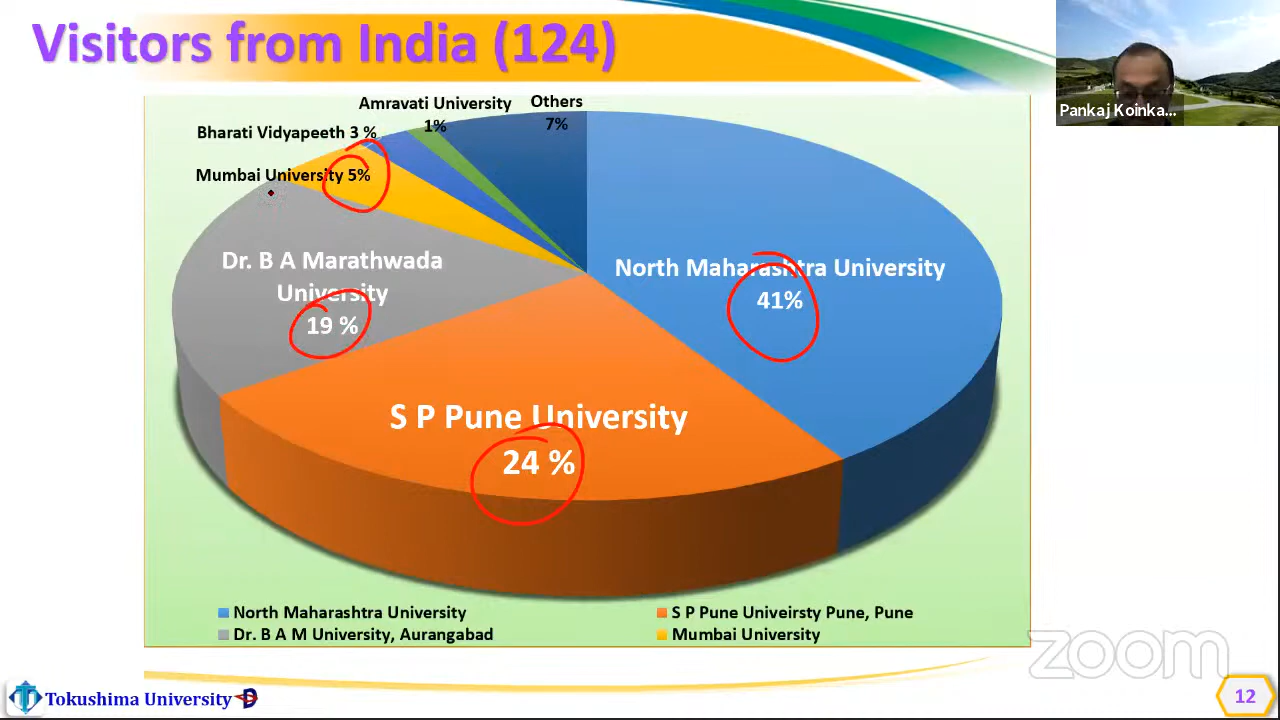 Visitors from India (124)
Pankaj Koinka...
Amravati University
1%
Others
7%
Bharati Vidyapeeth 3 %
Mumbai University 5%
Dr. B A Marathwada
University
19 %
North Maharashtra University
41%
S P Pune University
24 %
North Maharashtra University
S P Pune Univeirsty Pune, Pune
Dr. B A M University, Aurangabad
Mumbai University
zoom
Tokushima University
12